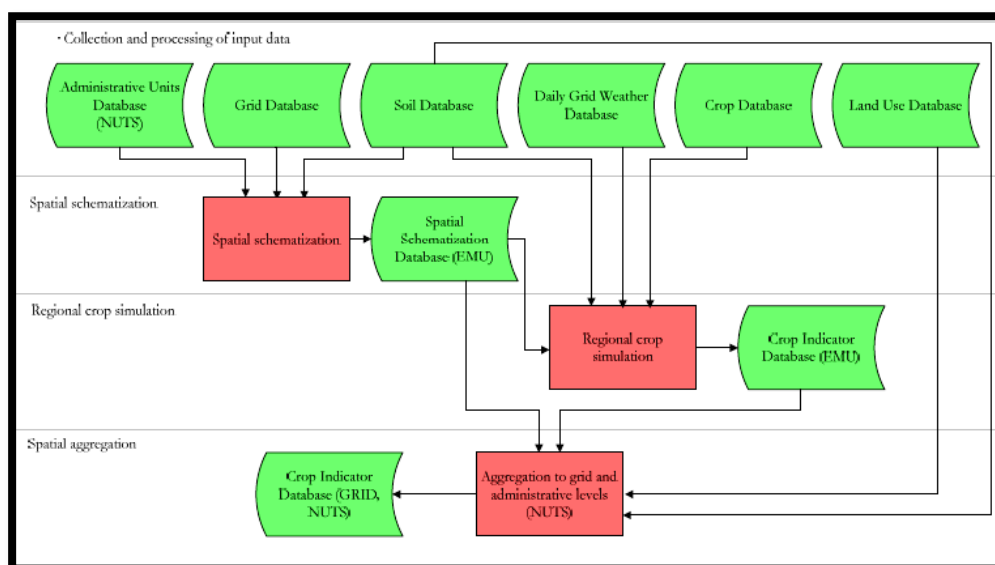 - Collection and processing of input data
Administrative Units
Database
(NUTS)
Grid Database
Soil Database
Daily Grid Weather
Database
Crop Database
Land Use Database
Spatial schematization
Spatial schematization
Spatial
Schematization
Database (EMU)
Regional crop simulation
Regional crop
simulation
Crop Indicator
Database (EMU)
Spatial aggregation
Crop Indicator
Database (GRID,
NUTS)
Aggregation to grid and
administrative levels
(NUTS)